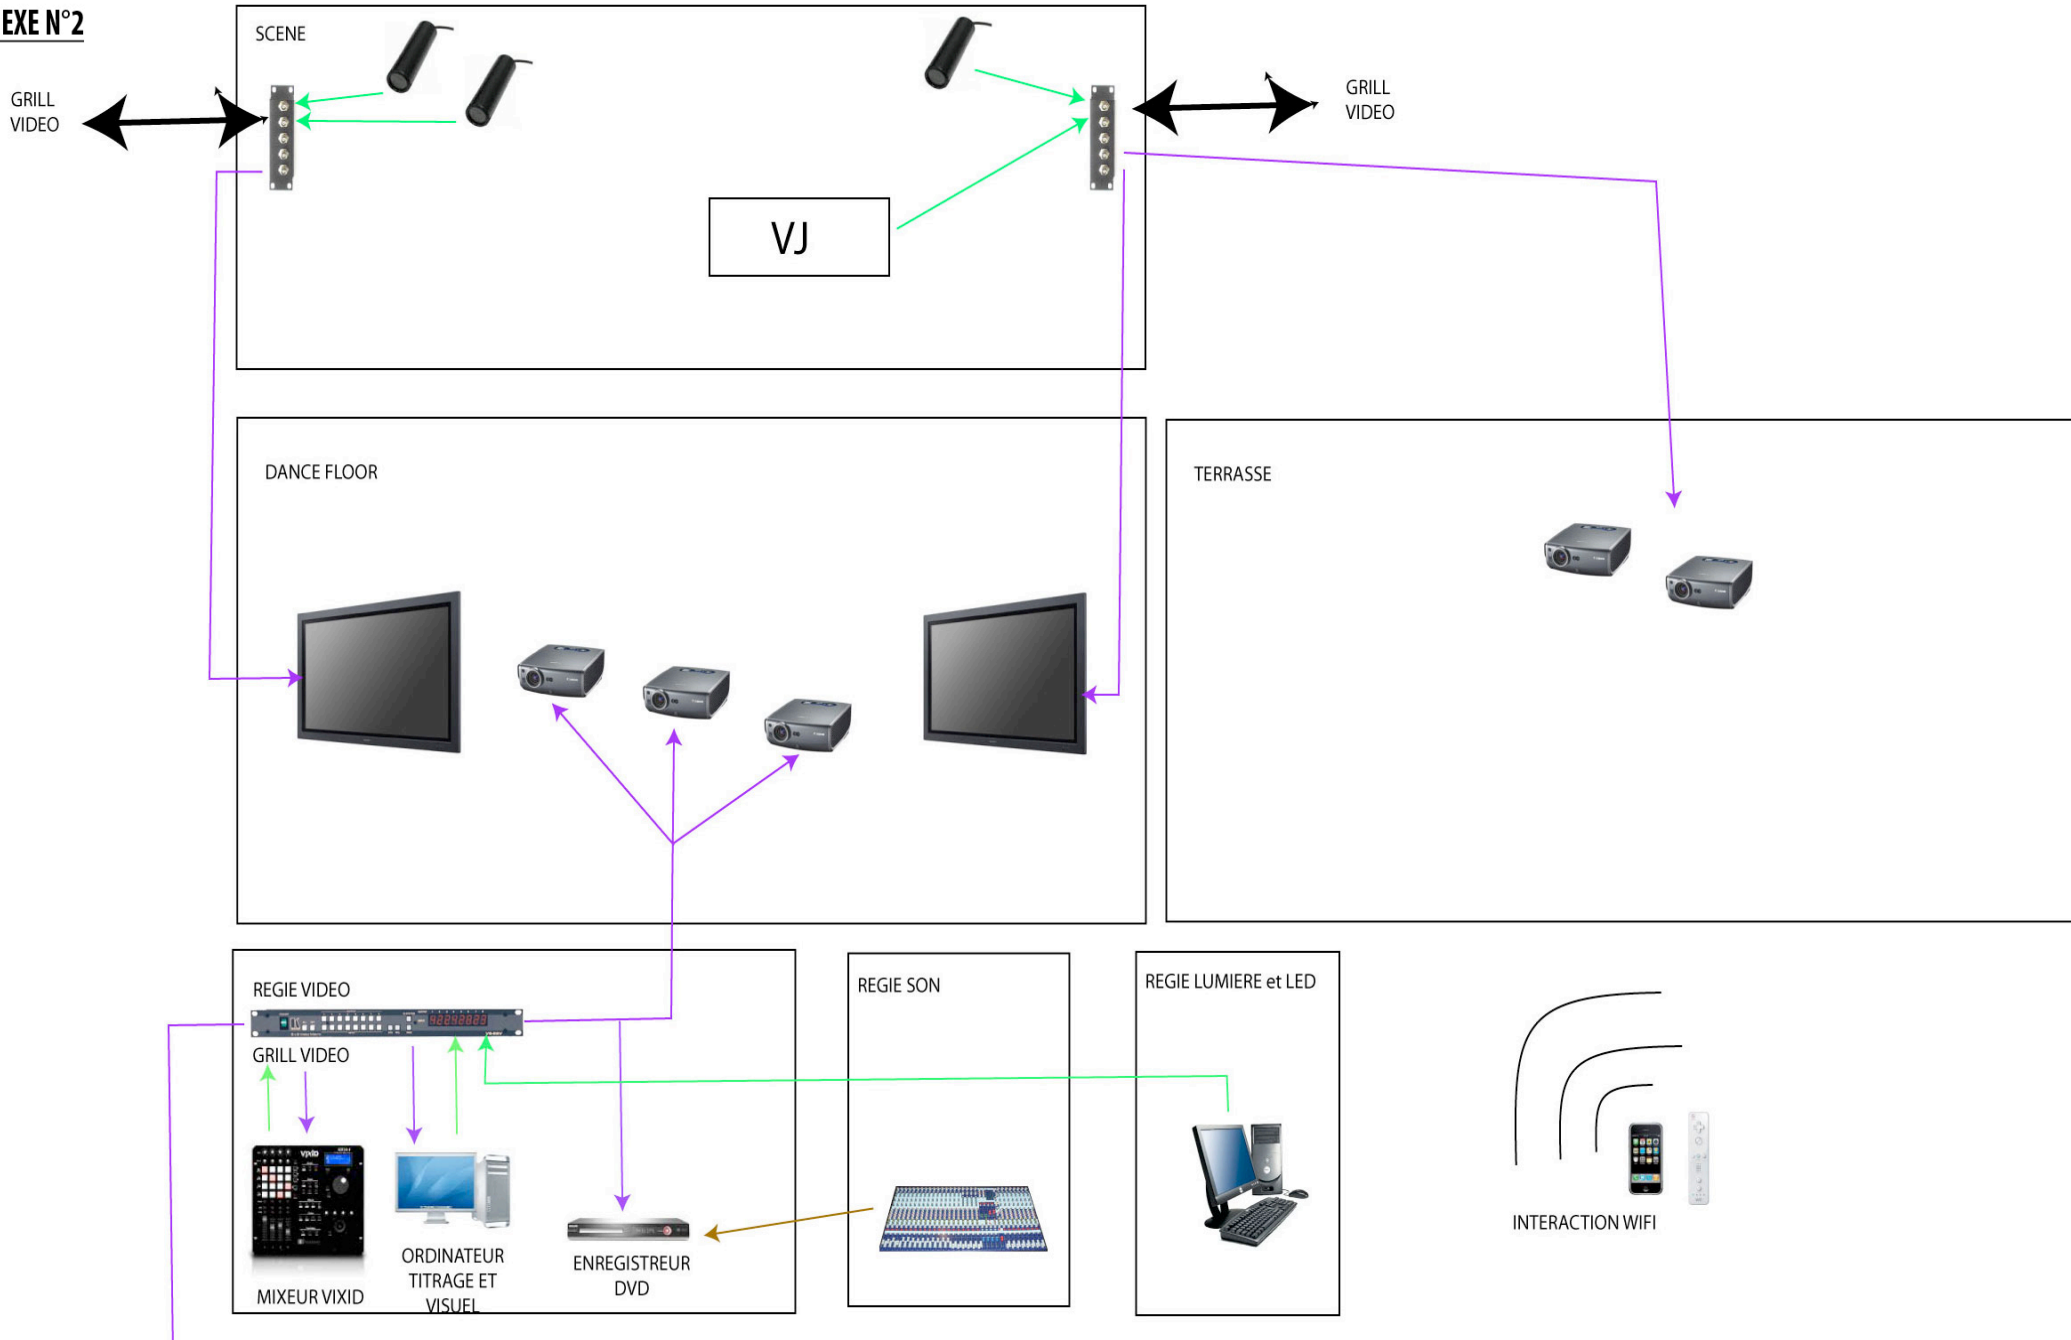 EXE N°2
SCENE
GRILL
VIDEO
GRILL
VIDEO
VJ
DANCE FLOOR
TERRASSE
REGIE VIDEO
GRILL VIDEO
REGIE SON
REGIE LUMIERE et LED
VIXID
MIXEUR VIXID
ORDINATEUR
TITRAGE ET
VISUEL
ENREGISTREUR
DVD
INTERACTION WIFI